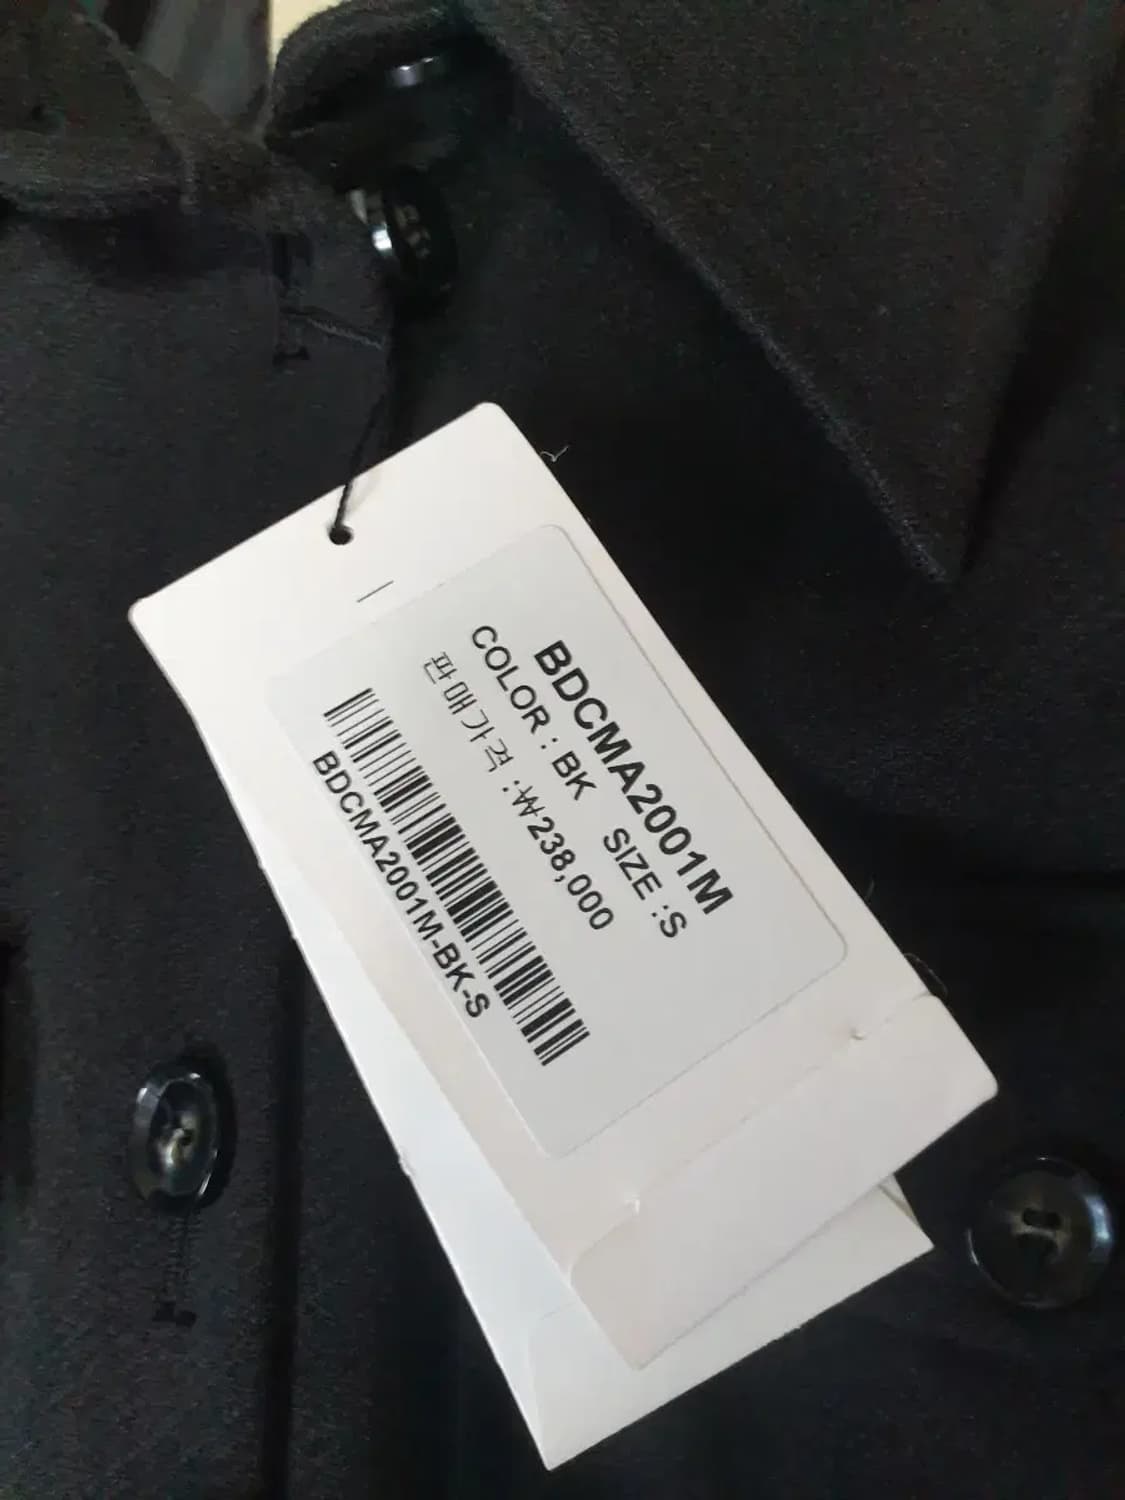 BDCMA2001M
COLOR : BK SIZE :S
판매가격 :₩238,000
BDCMA2001M-BK-S